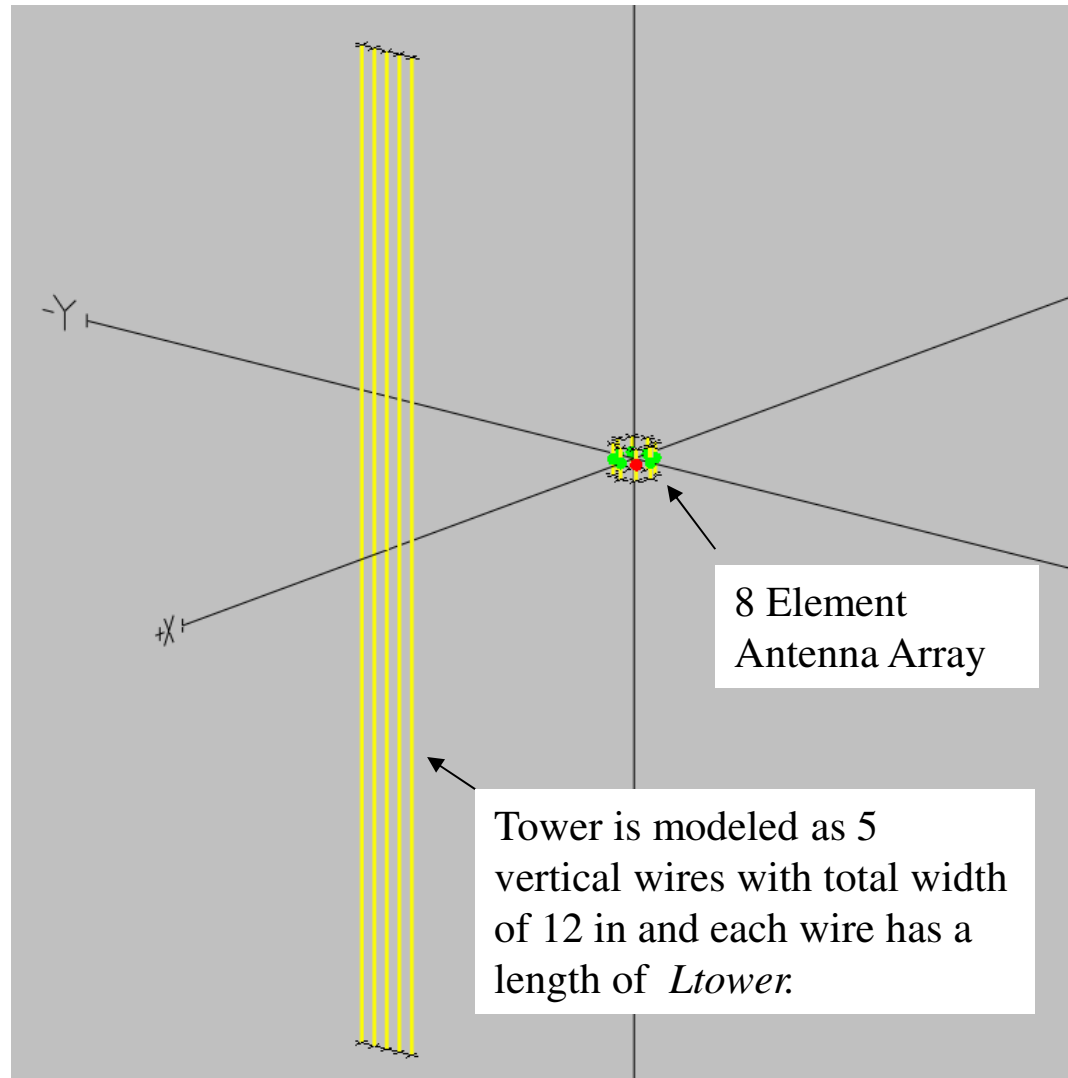 -Y
+X
8 Element
Antenna Array
Tower is modeled as 5
vertical wires with total width
of 12 in and each wire has a
length of Ltower.